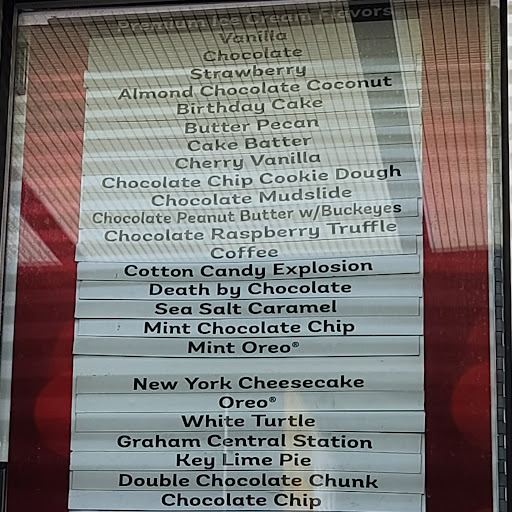 Premium Ice Cream Flavors
Vanilla
Chocolate
Strawberry
Almond Chocolate Coconut
Birthday Cake
Butter Pecan
Cake Batter
Cherry Vanilla
Chocolate Chip Cookie Dough
Chocolate Mudslide
Chocolate Peanut Butter w/Buckeyes
Chocolate Raspberry Truffle
Coffee
Cotton Candy Explosion
Death by Chocolate
Sea Salt Caramel
Mint Chocolate Chip
Mint Oreo®
New York Cheesecake
Oreo®
White Turtle
Graham Central Station
Key Lime Pie
Double Chocolate Chunk
Chocolate Chip